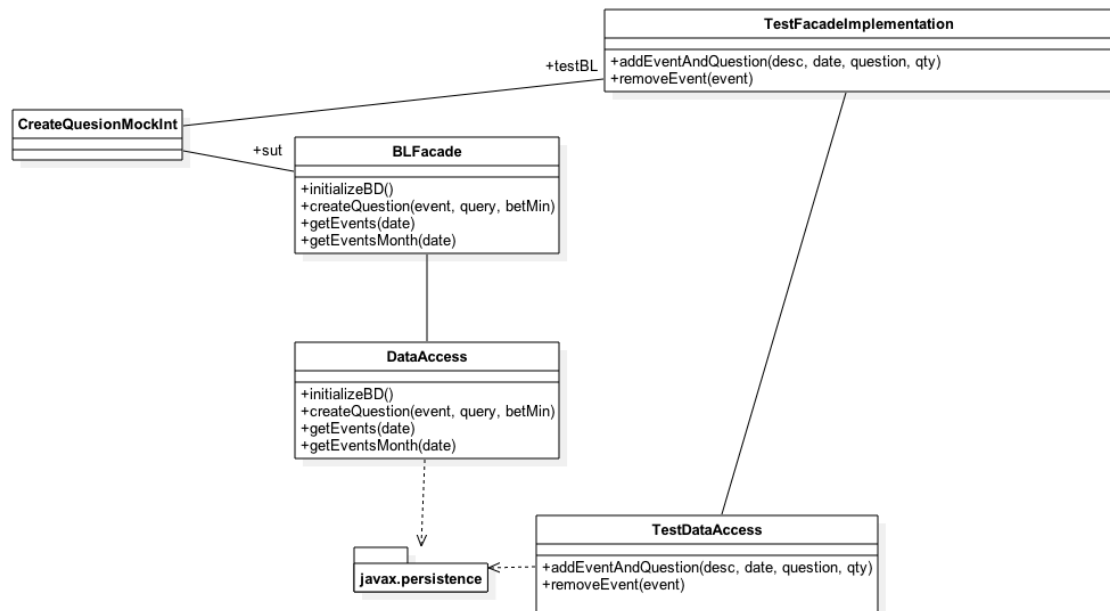 TestFacadeImplementation
+addEventAndQuestion(desc, date, question, qty)
+removeEvent(event)
+testBL
CreateQuesionMockInt
+sut
BLFacade
+initializeBD()
+createQuestion(event, query, betMin)
+getEvents(date)
+getEventsMonth(date)
DataAccess
+initializeBD()
+createQuestion(event, query, betMin)
+getEvents(date)
+getEventsMonth(date)
TestDataAccess
+addEventAndQuestion(desc, date, question, qty)
+removeEvent(event)
javax.persistence